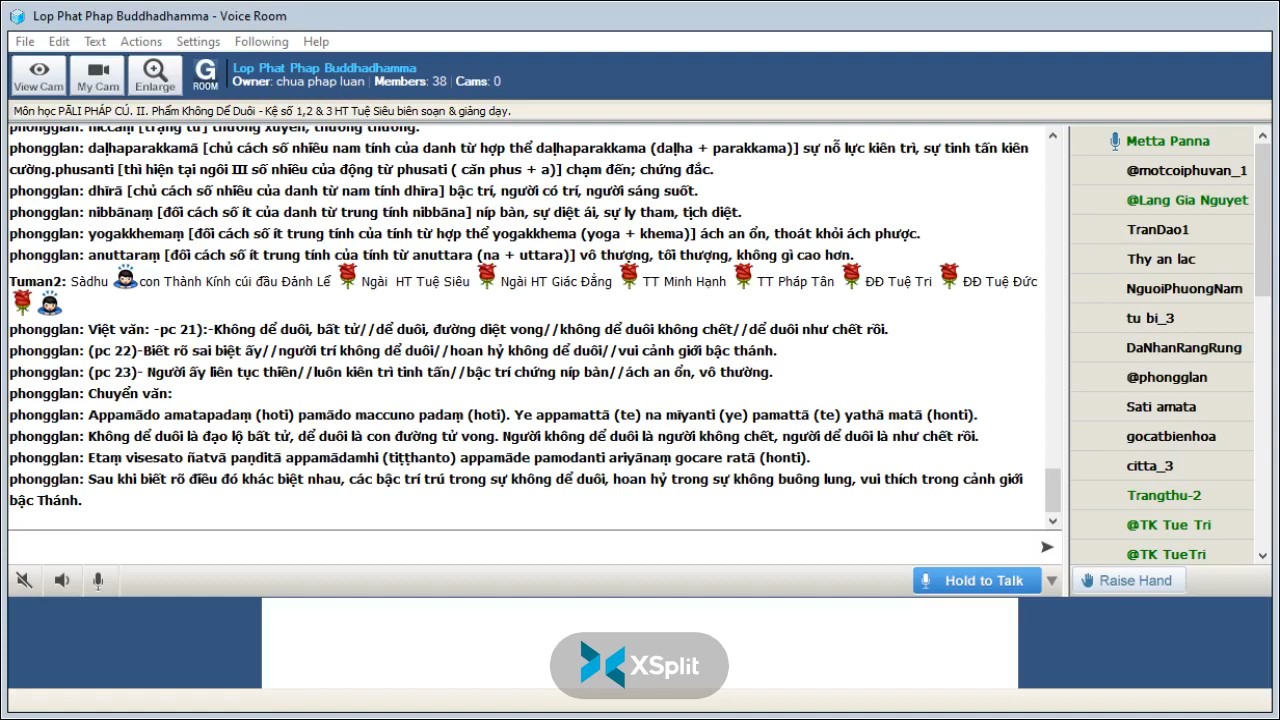 Lop Phat Phap Buddhadhamma - Voice Room
File Edit Text Actions Settings Following Help
View Cam My Cam Enlarge G ROOM
Lop Phat Phap Buddhadhamma
Owner: chua phap luan | Members: 38 | Cams: 0
Môn học PÃLI PHÁP CÚ. II. Phẩm Không Dể Duôi - Kệ số 1,2 & 3 HT Tuệ Siêu biên soạn & giảng dạy.
phongglan: niccaṃ [trạng từ] thường xuyên, thường thường.
phongglan: daḷhaparakkamā [chủ cách số nhiều nam tính của danh từ hợp thể daḷhaparakkama (daḷha + parakkama)] sự nỗ lực kiên trì, sự tinh tấn kiên
cường.phusanti [thì hiện tại ngôi III số nhiều của động từ phusati ( căn phus + a)] chạm đến; chứng đắc.
phongglan: dhīrā [chủ cách số nhiều của danh từ nam tính dhīra] bậc trí, người có trí, người sáng suốt.
phongglan: nibbānaṃ [đối cách số ít của danh từ trung tính nibbāna] níp bàn, sự diệt ái, sự ly tham, tịch diệt.
phongglan: yogakkhemaṃ [đối cách số ít trung tính của tính từ hợp thể yogakkhema (yoga + khema)] ách an ổn, thoát khỏi ách phược.
phongglan: anuttaraṃ [đối cách số ít trung tính của tính từ anuttara (na + uttara)] vô thượng, tối thượng, không gì cao hơn.
Tuman2: Sàdhu con Thành Kính cúi đầu Đảnh Lể Ngài HT Tuệ Siêu Ngài HT Giác Đẳng TT Minh Hạnh TT Pháp Tân ĐĐ Tuệ Tri ĐĐ Tuệ Đức
phongglan: Việt văn: -pc 21):-Không dể duôi, bất tử//dể duôi, đường diệt vong//không dể duôi không chết//dể duôi như chết rồi.
phongglan: (pc 22)-Biết rõ sai biệt ấy//người trí không dể duôi//hoan hỷ không dể duôi//vui cảnh giới bậc thánh.
phongglan: (pc 23)- Người ấy liên tục thiền//luôn kiên trì tinh tấn//bậc trí chứng níp bàn//ách an ổn, vô thường.
phongglan: Chuyển văn:
phongglan: Appamādo amatapadaṃ (hoti) pamādo maccuno padaṃ (hoti). Ye appamattā (te) na mīyanti (ye) pamattā (te) yathā matā (honti).
phongglan: Không dể duôi là đạo lộ bất tử, dể duôi là con đường tử vong. Người không dể duôi là người không chết, người dể duôi là như chết rồi.
phongglan: Etaṃ visesato ñatvā paṇḍitā appamādamhi (tiṭṭhanto) appamāde pamodanti ariyānaṃ gocare ratā (honti).
phongglan: Sau khi biết rõ điều đó khác biệt nhau, các bậc trí trú trong sự không dể duôi, hoan hỷ trong sự không buông lung, vui thích trong cảnh giới
bậc Thánh.
Metta Panna
@motcoiphuvan_1
@Lang Gia Nguyet
TranDao1
Thy an lac
NguoiPhuongNam
tu bi_3
DaNhanRangRung
@phongglan
Sati amata
gocatbienhoa
citta_3
Trangthu-2
@TK Tue Tri
@TK TueTri
Hold to Talk
Raise Hand
XSplit